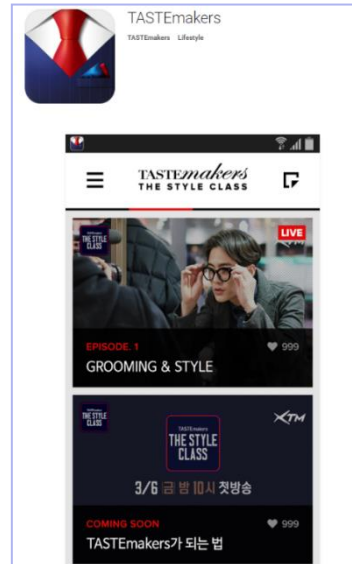 TASTEmakers
TASTEmakers Lifestyle
TASTEmakers
THE STYLE CLASS
THE STYLE
CLASS
LIVE
XTM
EPISODE. 1
999
GROOMING & STYLE
THE STYLE
CLASS
XTM
TASTEmakers
THE STYLE
CLASS
3/6 금 밤 10시 첫방송
COMING SOON
999
TASTEmakers가 되는 법